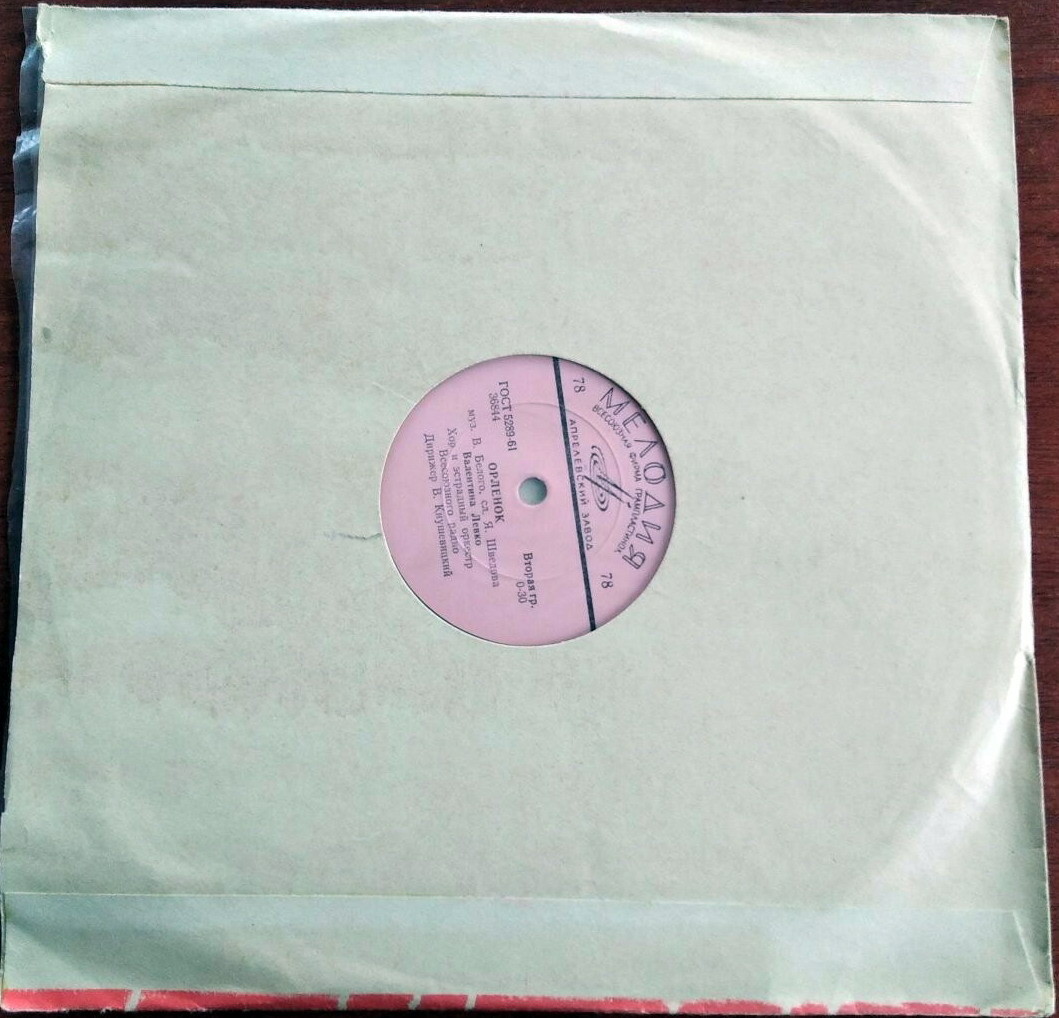 МЕЛОДИЯ
ВСЕСОЮЗНАЯ ФИРМА ГРАМПЛАСТИНОК
78 78
АПРЕЛЕВСКИЙ ЗАВОД
ГОСТ 5289-61 Вторая гр.
36844 0-30
ОРЛЕНОК
муз. В. Белого, сл. Я. Шведова
Валентина Левко
Хор и эстрадный оркестр
Всесоюзного радио
Дирижер В. Кнушевицкий